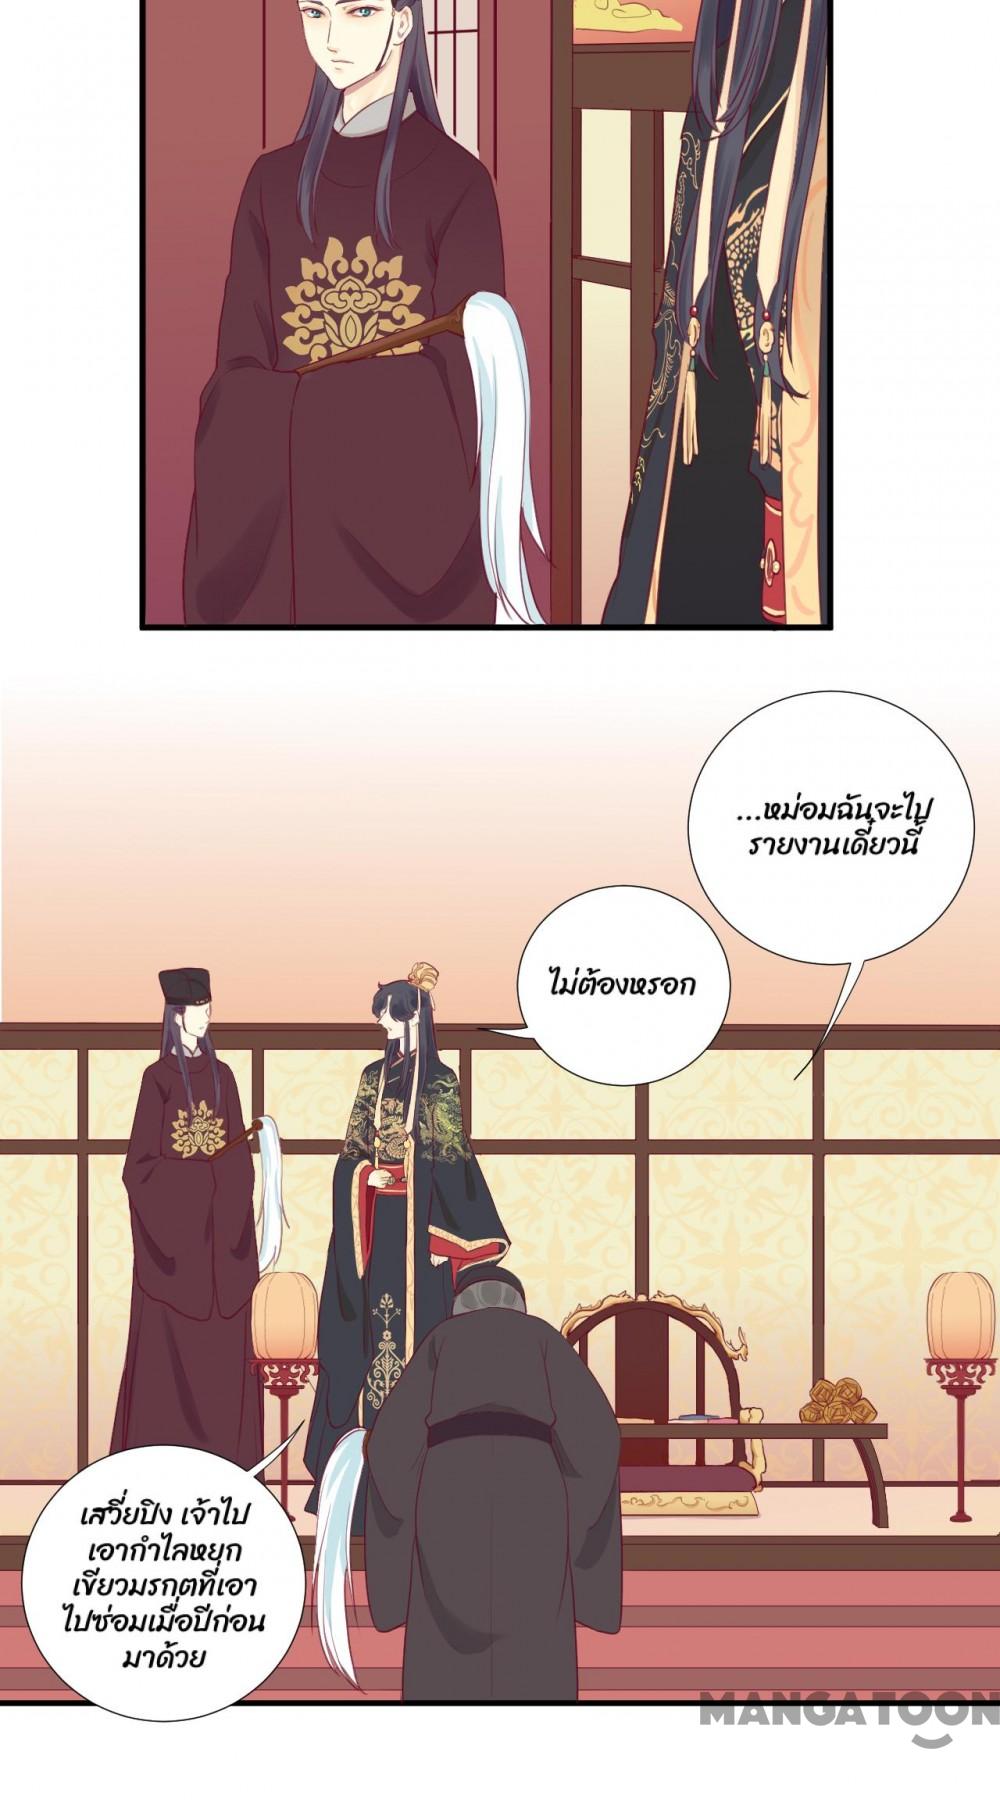 ...หม่อมฉันจะไป
รายงานเดี๋ยวนี้
ไม่ต้องหรอก
เสวี่ยปิง เจ้าไป
เอากำไลหยก
เขียวมรกตที่เอา
ไปซ่อมเมื่อปีก่อน
มาด้วย
MANGATOON